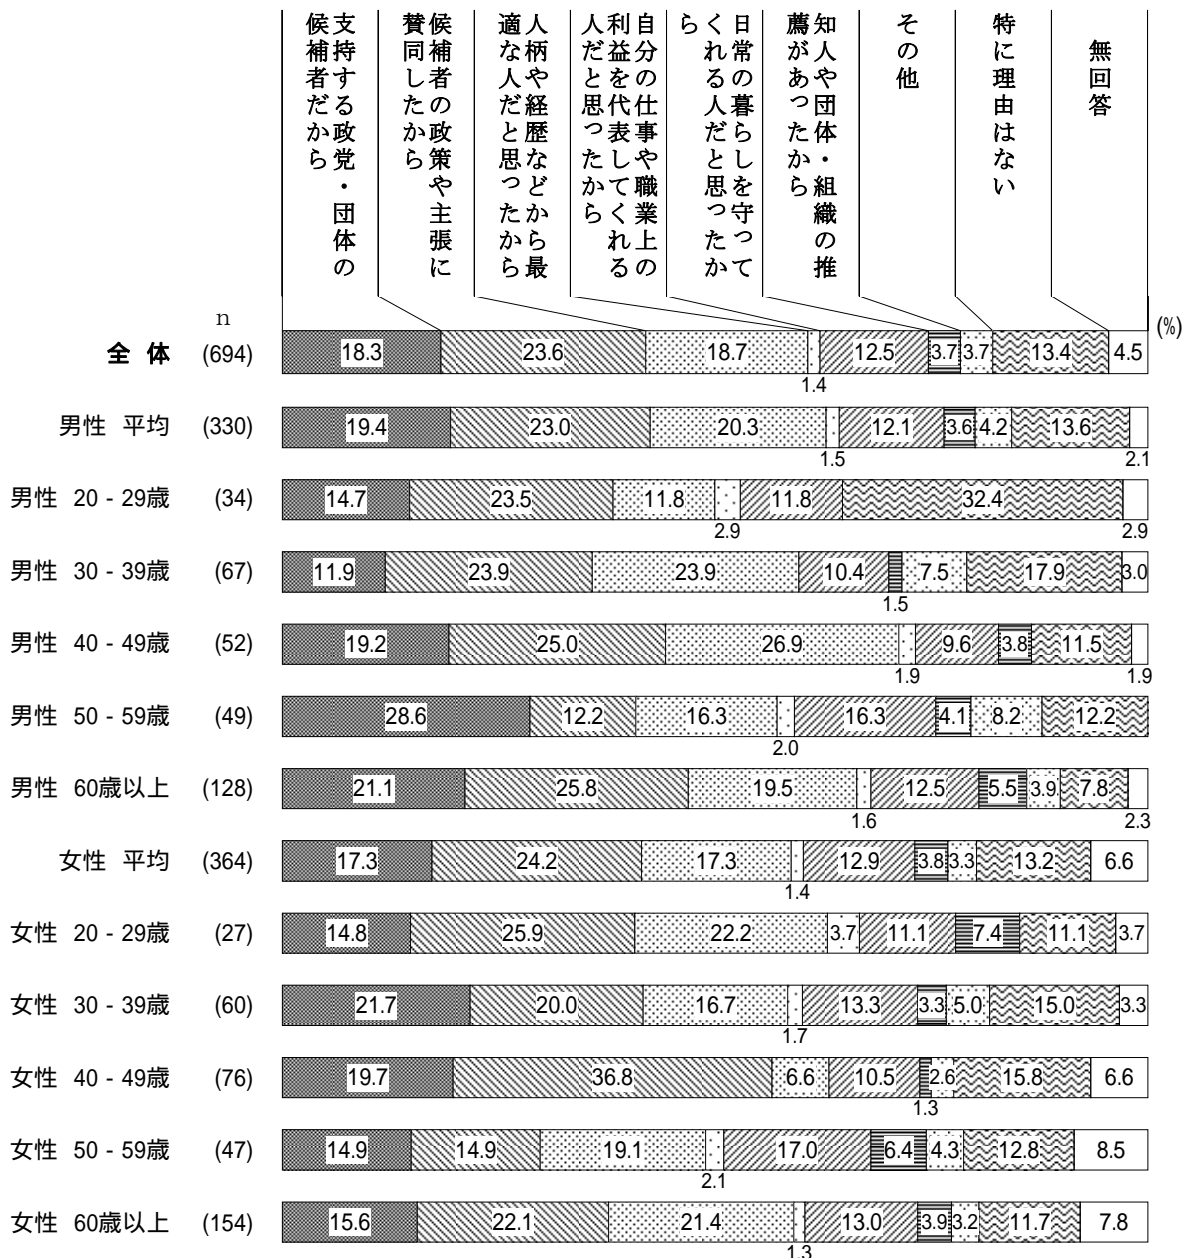 支持する政党・団体の
候補者だから
候補者の政策や主張に
賛同したから
人柄や経歴などから最
適な人だと思ったから
自分の仕事や職業上の
利益を代表してくれる
人だと思ったから
日常の暮らしを守って
くれる人だと思ったか
ら
知人や団体・組織の推
薦があったから
その他
特に理由はない
無回答
n
(%)
全 体 (694) 18.3 23.6 18.7 1.4 12.5 3.7 3.7 13.4 4.5
男性 平均 (330) 19.4 23.0 20.3 1.5 12.1 3.6 4.2 13.6 2.1
男性 20 - 29歳 (34) 14.7 23.5 11.8 2.9 11.8 32.4 2.9
男性 30 - 39歳 (67) 11.9 23.9 23.9 10.4 1.5 7.5 17.9 3.0
男性 40 - 49歳 (52) 19.2 25.0 26.9 1.9 9.6 3.8 11.5 1.9
男性 50 - 59歳 (49) 28.6 12.2 16.3 2.0 16.3 4.1 8.2 12.2
男性 60歳以上 (128) 21.1 25.8 19.5 1.6 12.5 5.5 3.9 7.8 2.3
女性 平均 (364) 17.3 24.2 17.3 1.4 12.9 3.8 3.3 13.2 6.6
女性 20 - 29歳 (27) 14.8 25.9 22.2 3.7 11.1 7.4 11.1 3.7
女性 30 - 39歳 (60) 21.7 20.0 16.7 1.7 13.3 3.3 5.0 15.0 3.3
女性 40 - 49歳 (76) 19.7 36.8 6.6 10.5 1.3 2.6 15.8 6.6
女性 50 - 59歳 (47) 14.9 14.9 19.1 2.1 17.0 6.4 4.3 12.8 8.5
女性 60歳以上 (154) 15.6 22.1 21.4 1.3 13.0 3.9 3.2 11.7 7.8